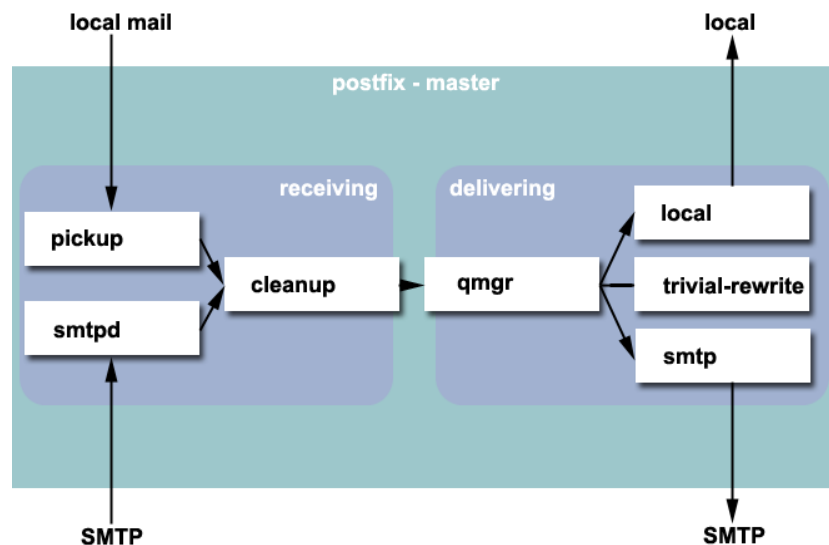 local mail
local
postfix - master
receiving
delivering
pickup
local
cleanup
qmgr
trivial-rewrite
smtpd
smtp
SMTP
SMTP